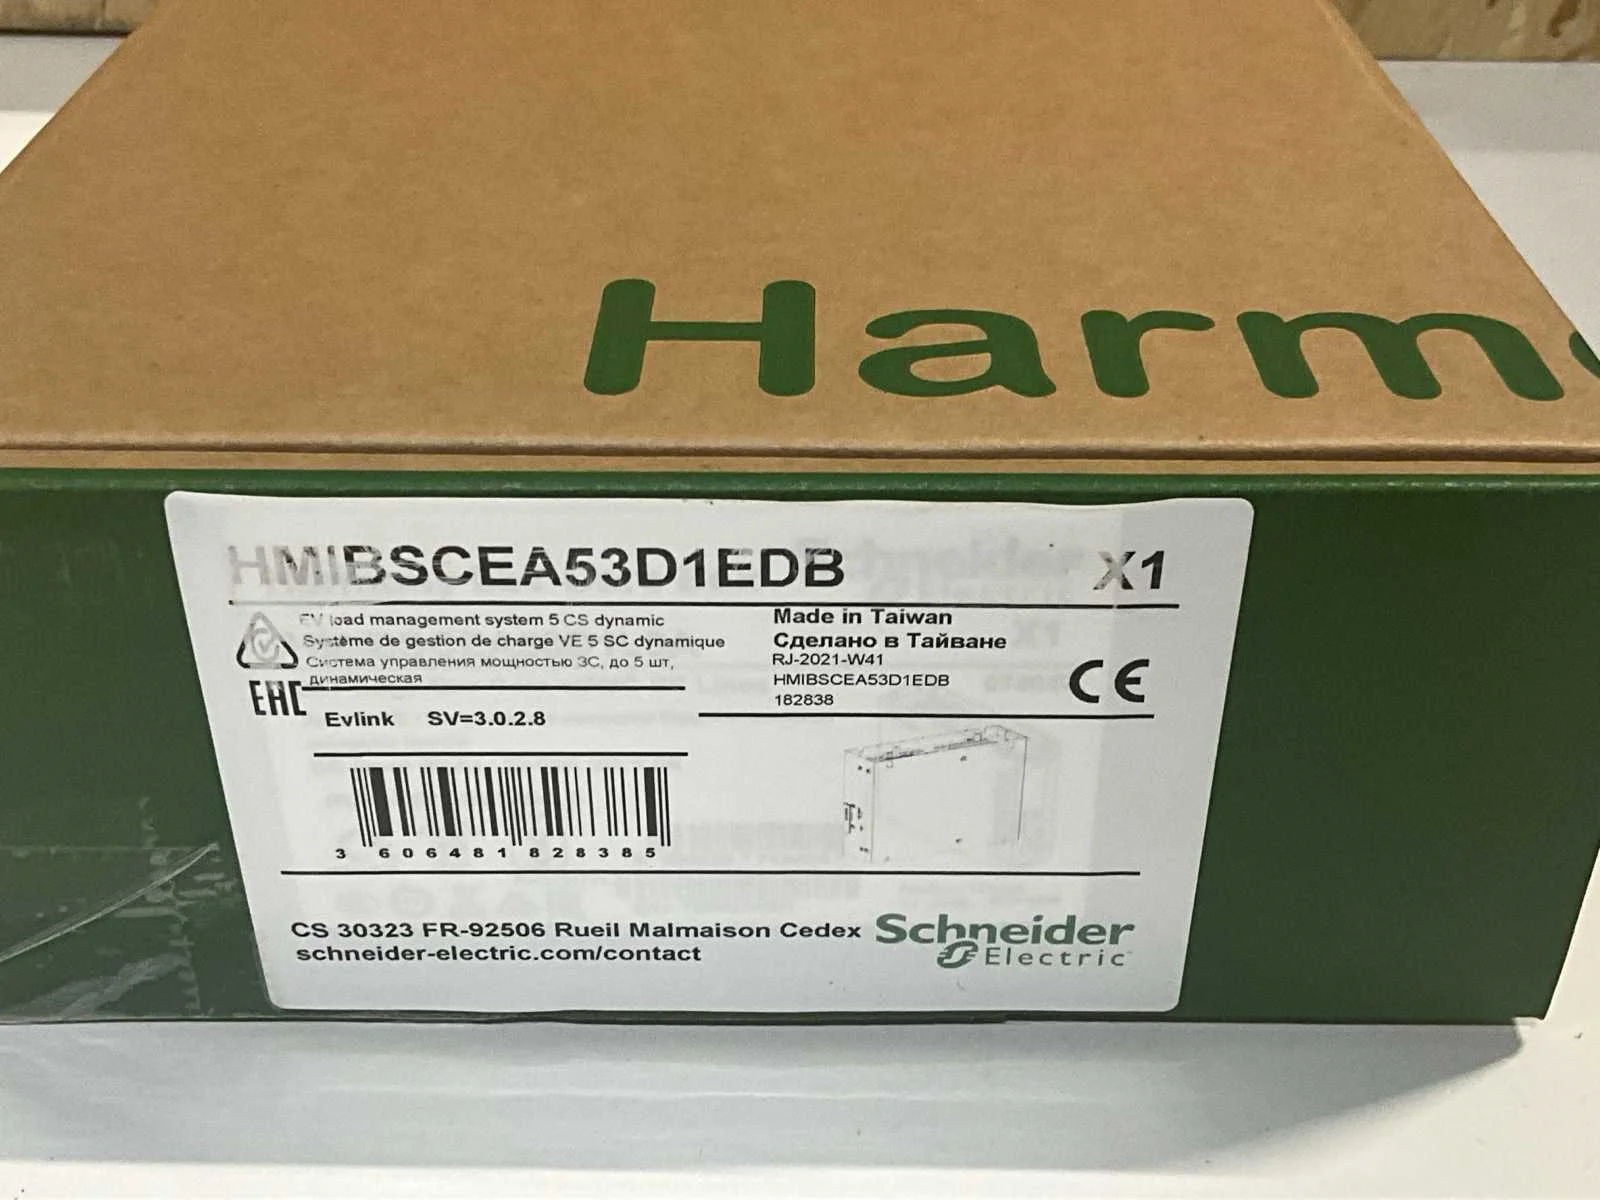 Harm
HMIBSCEA53D1EDB X1
EV load management system 5 CS dynamic
Système de gestion de charge VE 5 SC dynamique
Система управления мощностью ЗС, до 5 шт,
динамическая
Made in Taiwan
Сделано в Тайване
RJ-2021-W41
HMIBSCEA53D1EDB
182838
CE
EAC
Evlink SV=3.0.2.8
3 606481 828385
CS 30323 FR-92506 Rueil Malmaison Cedex
schneider-electric.com/contact
Schneider
Electric